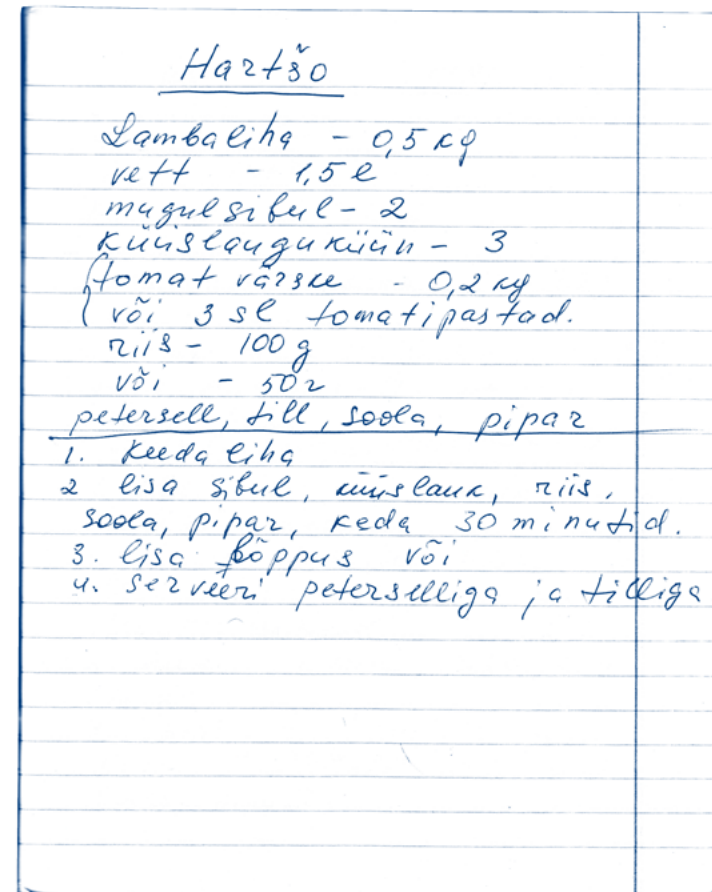 Hartšo
Lambaliha - 0,5 kg
vett - 1,5 l
mugulsibul - 2
küüslauguküün - 3
tomat värske - 0,2 kg
või 3 sl tomatipastad.
riis - 100 g
või - 50 г
petersell, till, soola, pipar
1. Keeda liha
2 lisa sibul, küüslauk, riis,
soola, pipar, keda 30 minutid.
3. lisa põppus või
4. serveeri peterselliga ja tilliga